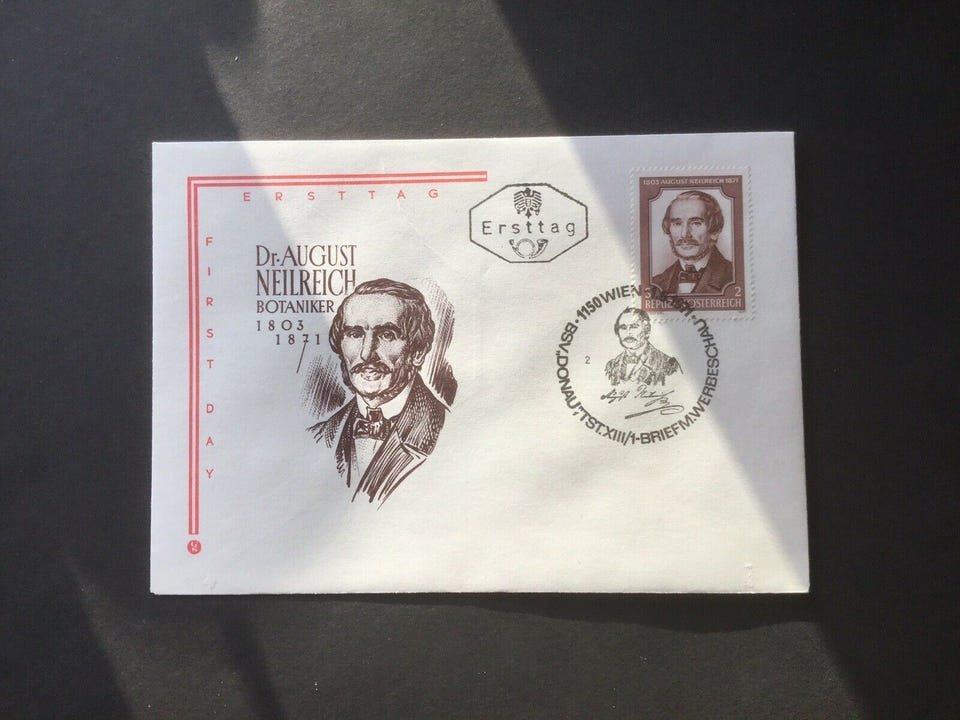 ERSTTAG
FIRST DAY
Dr. AUGUST
NEILREICH
BOTANIKER
1803
1871
Ersttag
1803 AUGUST NEILREICH 1871
2
REPUBLIK ÖSTERREICH
1150 WIEN
BSV„DONAU“TST.XIII/1-BRIEFM.WERBESCHAU
2